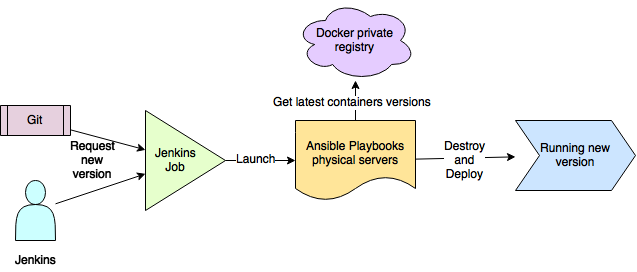 Docker private
registry
Get latest containers versions
Git
Request
new
version
Jenkins
Job
Launch
Ansible Playbooks
physical servers
Destroy
and
Deploy
Running new
version
Jenkins